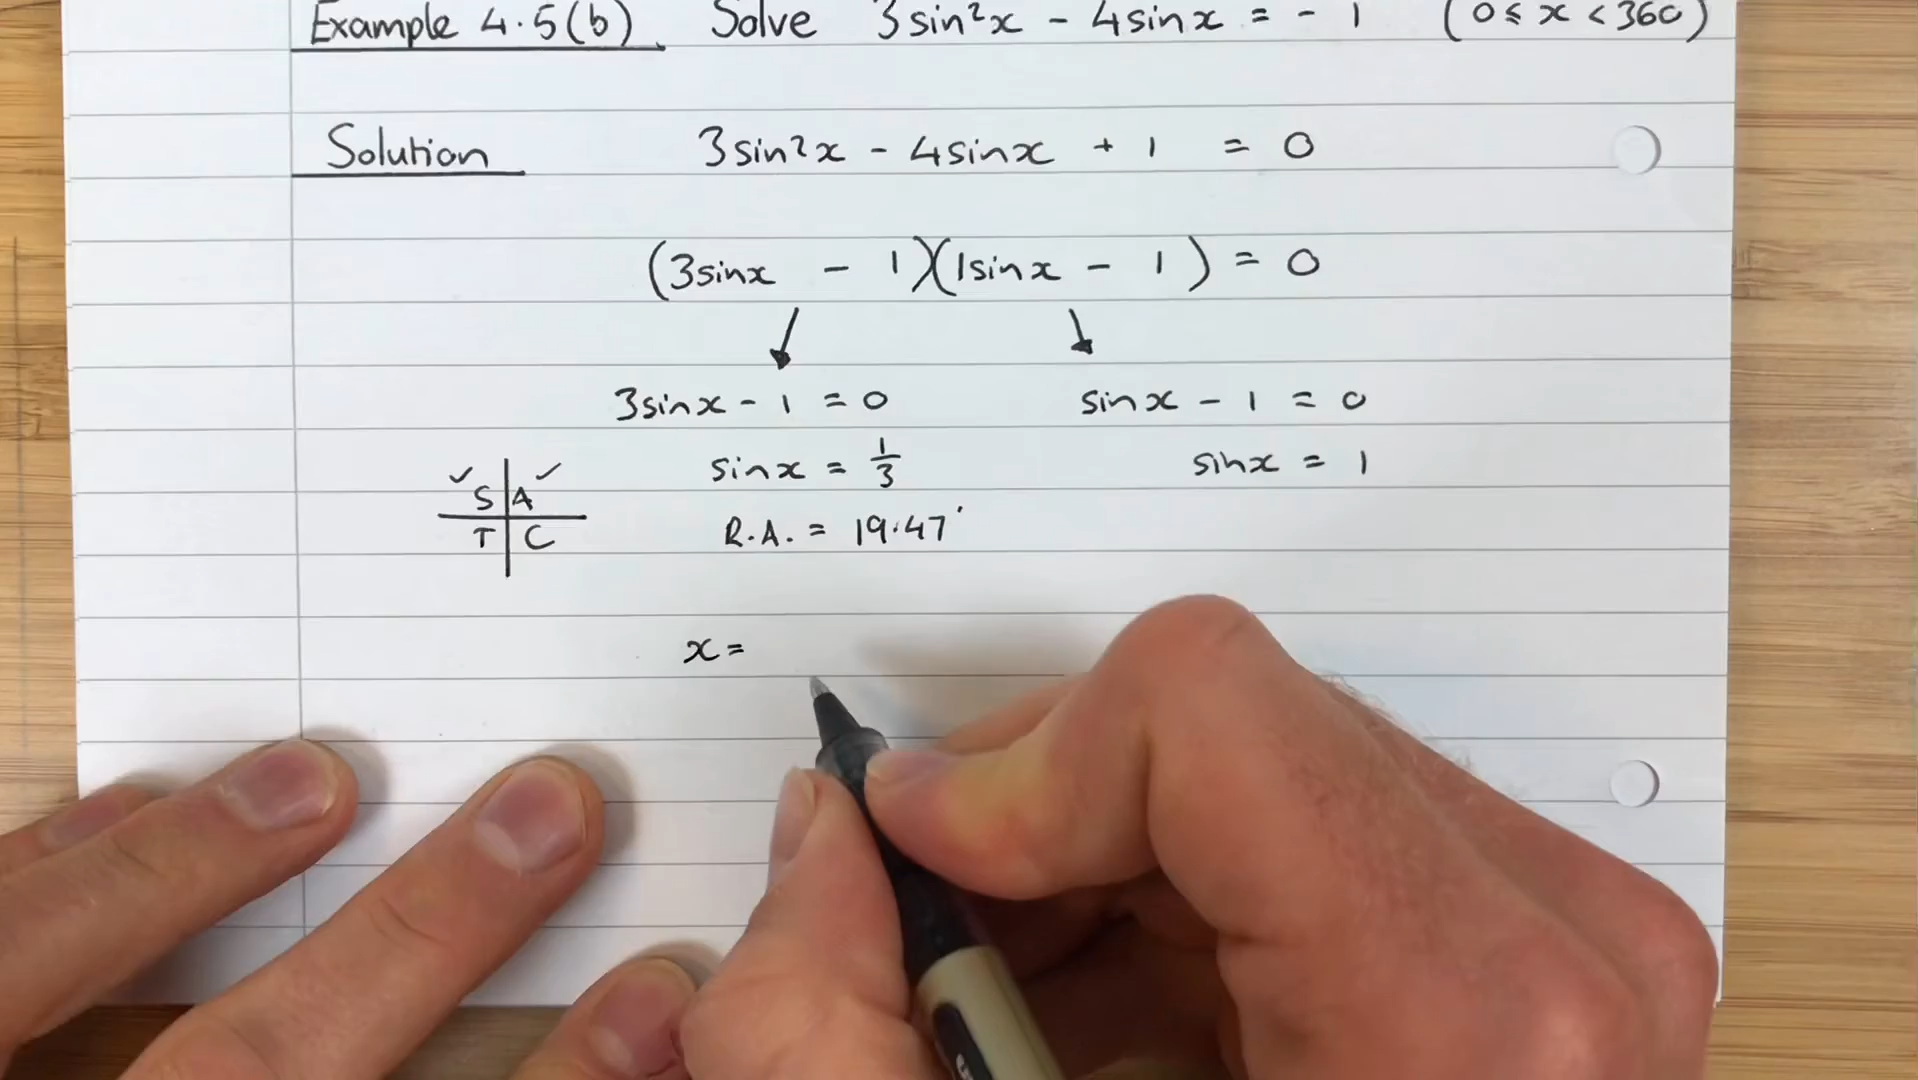 Example 4.5(b) Solve 3sin²x - 4sinx = - 1 (0 ≤ x < 360)
Solution 3sin²x - 4sinx + 1 = 0
(3sinx - 1)(1sinx - 1) = 0
3sinx - 1 = 0 sinx - 1 = 0
✓ S A ✓ sinx = 1/3 sinx = 1
T C R.A. = 19.47°
x =